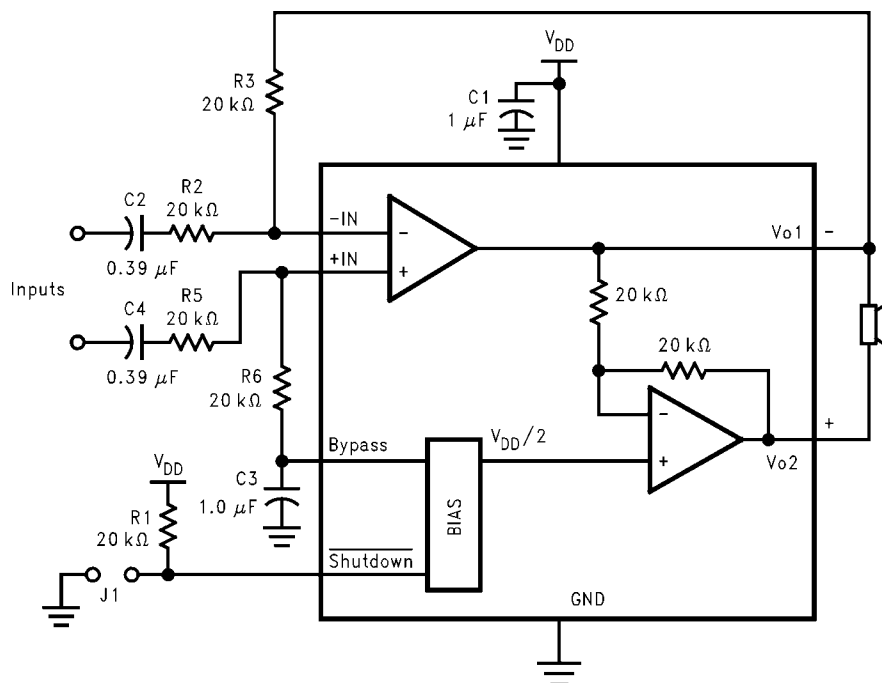 R3
20 kΩ
V_DD
C1
1 μF
C2
0.39 μF
R2
20 kΩ
-IN
+IN
−
+
Vo1
−
Inputs
C4
0.39 μF
R5
20 kΩ
20 kΩ
20 kΩ
R6
20 kΩ
−
+
+
Vo2
Bypass
V_DD/2
BIAS
C3
1.0 μF
V_DD
R1
20 kΩ
Shutdown
J1
GND